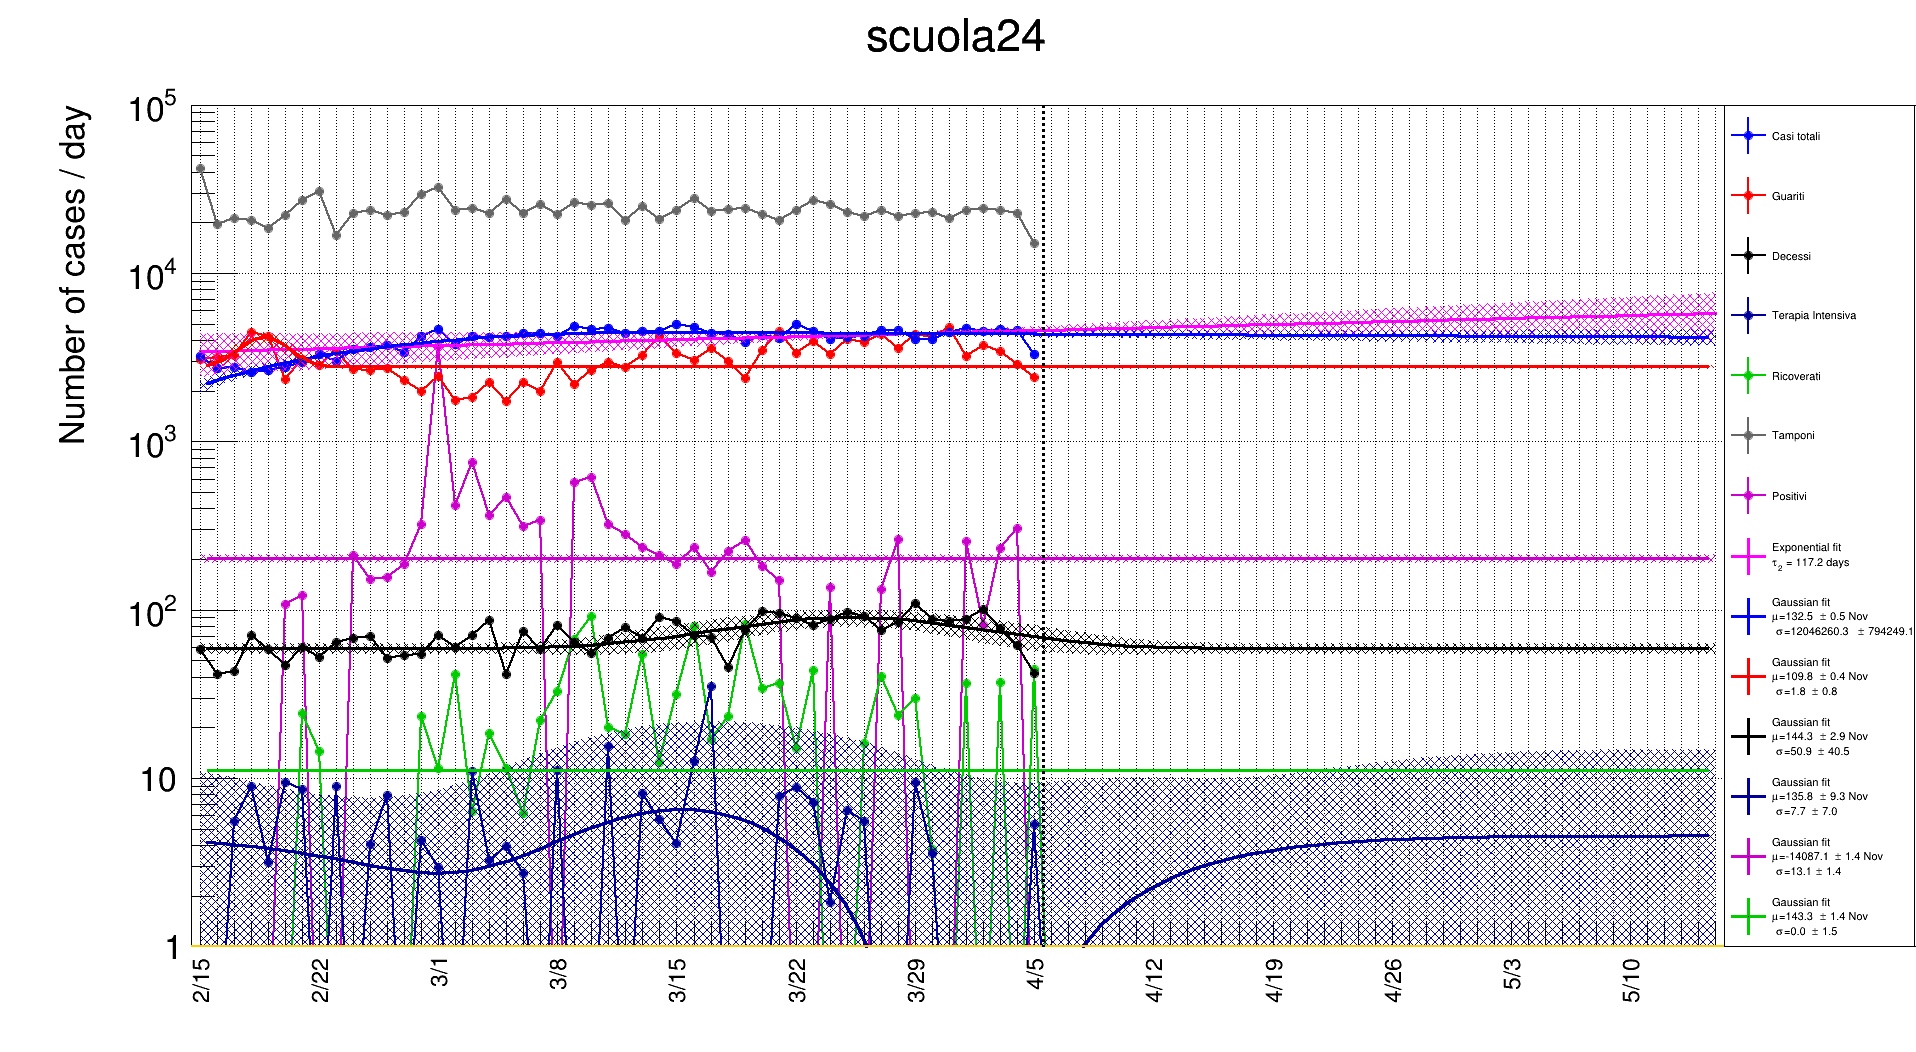 scuola24
Number of cases / day
10^5
10^4
10^3
10^2
10
1
2/15
2/22
3/1
3/8
3/15
3/22
3/29
4/5
4/12
4/19
4/26
5/3
5/10
Casi totali
Guariti
Decessi
Terapia Intensiva
Ricoverati
Tamponi
Positivi
Exponential fit
τ_2 = 117.2 days
Gaussian fit
μ=132.5 ± 0.5 Nov
σ=12046260.3 ± 794249.1
Gaussian fit
μ=109.8 ± 0.4 Nov
σ=1.8 ± 0.8
Gaussian fit
μ=144.3 ± 2.9 Nov
σ=50.9 ± 40.5
Gaussian fit
μ=135.8 ± 9.3 Nov
σ=7.7 ± 7.0
Gaussian fit
μ=-14087.1 ± 1.4 Nov
σ=13.1 ± 1.4
Gaussian fit
μ=143.3 ± 1.4 Nov
σ=0.0 ± 1.5